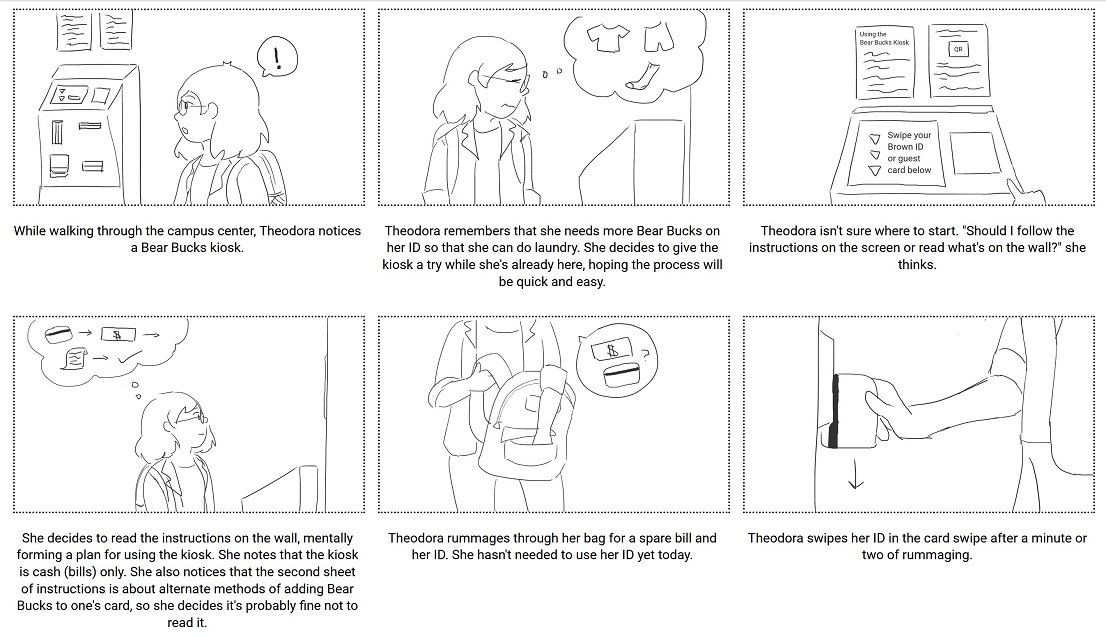 !
Using the
Bear Bucks Kiosk
QR
Swipe your
Brown ID
or guest
card below
While walking through the campus center, Theodora notices
a Bear Bucks kiosk.
Theodora remembers that she needs more Bear Bucks on
her ID so that she can do laundry. She decides to give the
kiosk a try while she's already here, hoping the process will
be quick and easy.
Theodora isn't sure where to start. "Should I follow the
instructions on the screen or read what's on the wall?" she
thinks.
$
$
?
She decides to read the instructions on the wall, mentally
forming a plan for using the kiosk. She notes that the kiosk
is cash (bills) only. She also notices that the second sheet
of instructions is about alternate methods of adding Bear
Bucks to one's card, so she decides it's probably fine not to
read it.
Theodora rummages through her bag for a spare bill and
her ID. She hasn't needed to use her ID yet today.
Theodora swipes her ID in the card swipe after a minute or
two of rummaging.